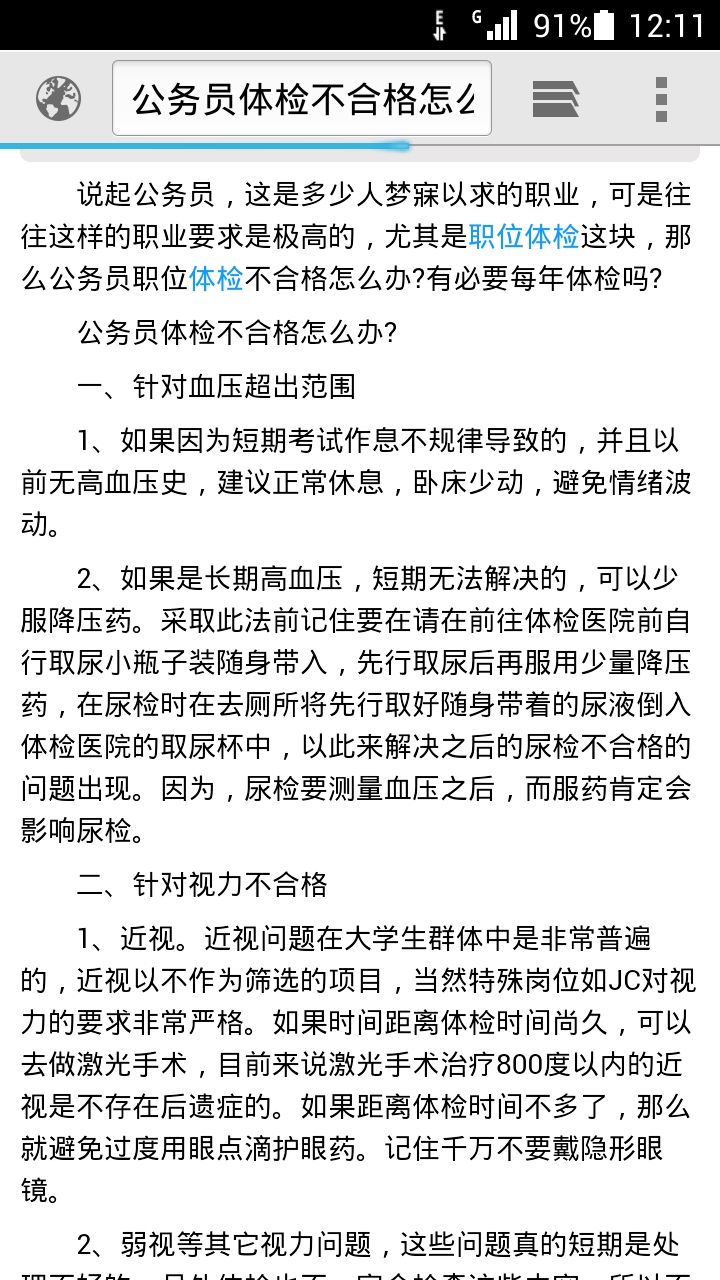 E G 91% 12:11
公务员体检不合格怎么
说起公务员，这是多少人梦寐以求的职业，可是往
往这样的职业要求是极高的，尤其是职位体检这块，那
么公务员职位体检不合格怎么办?有必要每年体检吗?
公务员体检不合格怎么办?
一、针对血压超出范围
1、如果因为短期考试作息不规律导致的，并且以
前无高血压史，建议正常休息，卧床少动，避免情绪波
动。
2、如果是长期高血压，短期无法解决的，可以少
服降压药。采取此法前记住要在请在前往体检医院前自
行取尿小瓶子装随身带入，先行取尿后再服用少量降压
药，在尿检时在去厕所将先行取好随身带着的尿液倒入
体检医院的取尿杯中，以此来解决之后的尿检不合格的
问题出现。因为，尿检要测量血压之后，而服药肯定会
影响尿检。
二、针对视力不合格
1、近视。近视问题在大学生群体中是非常普遍
的，近视以不作为筛选的项目，当然特殊岗位如JC对视
力的要求非常严格。如果时间距离体检时间尚久，可以
去做激光手术，目前来说激光手术治疗800度以内的近
视是不存在后遗症的。如果距离体检时间不多了，那么
就避免过度用眼点滴护眼药。记住千万不要戴隐形眼
镜。
2、弱视等其它视力问题，这些问题真的短期是处